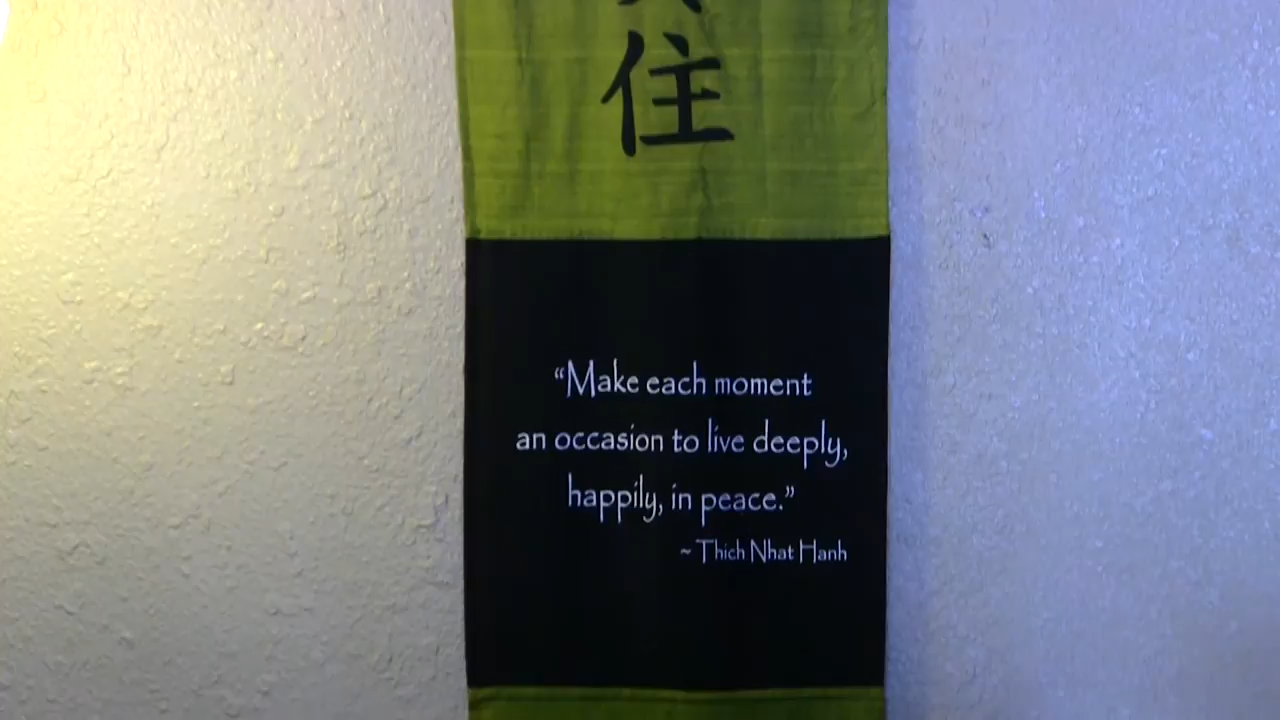 住
“Make each moment
an occasion to live deeply,
happily, in peace.”
~ Thich Nhat Hanh